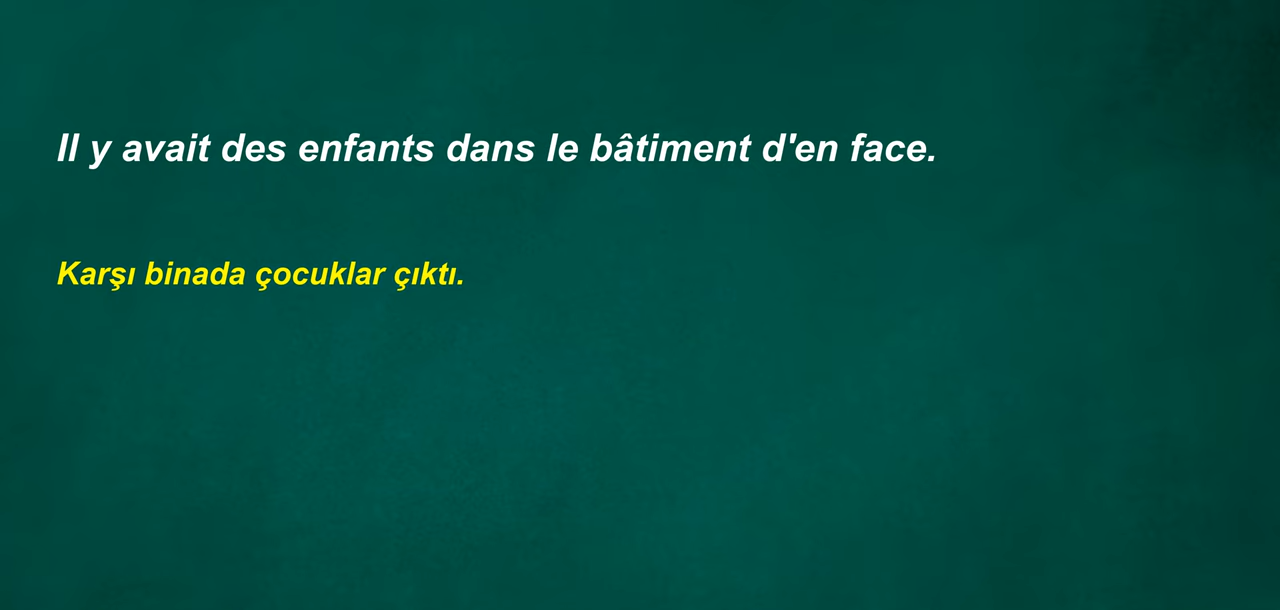 Il y avait des enfants dans le bâtiment d'en face.
Karşı binada çocuklar çıktı.